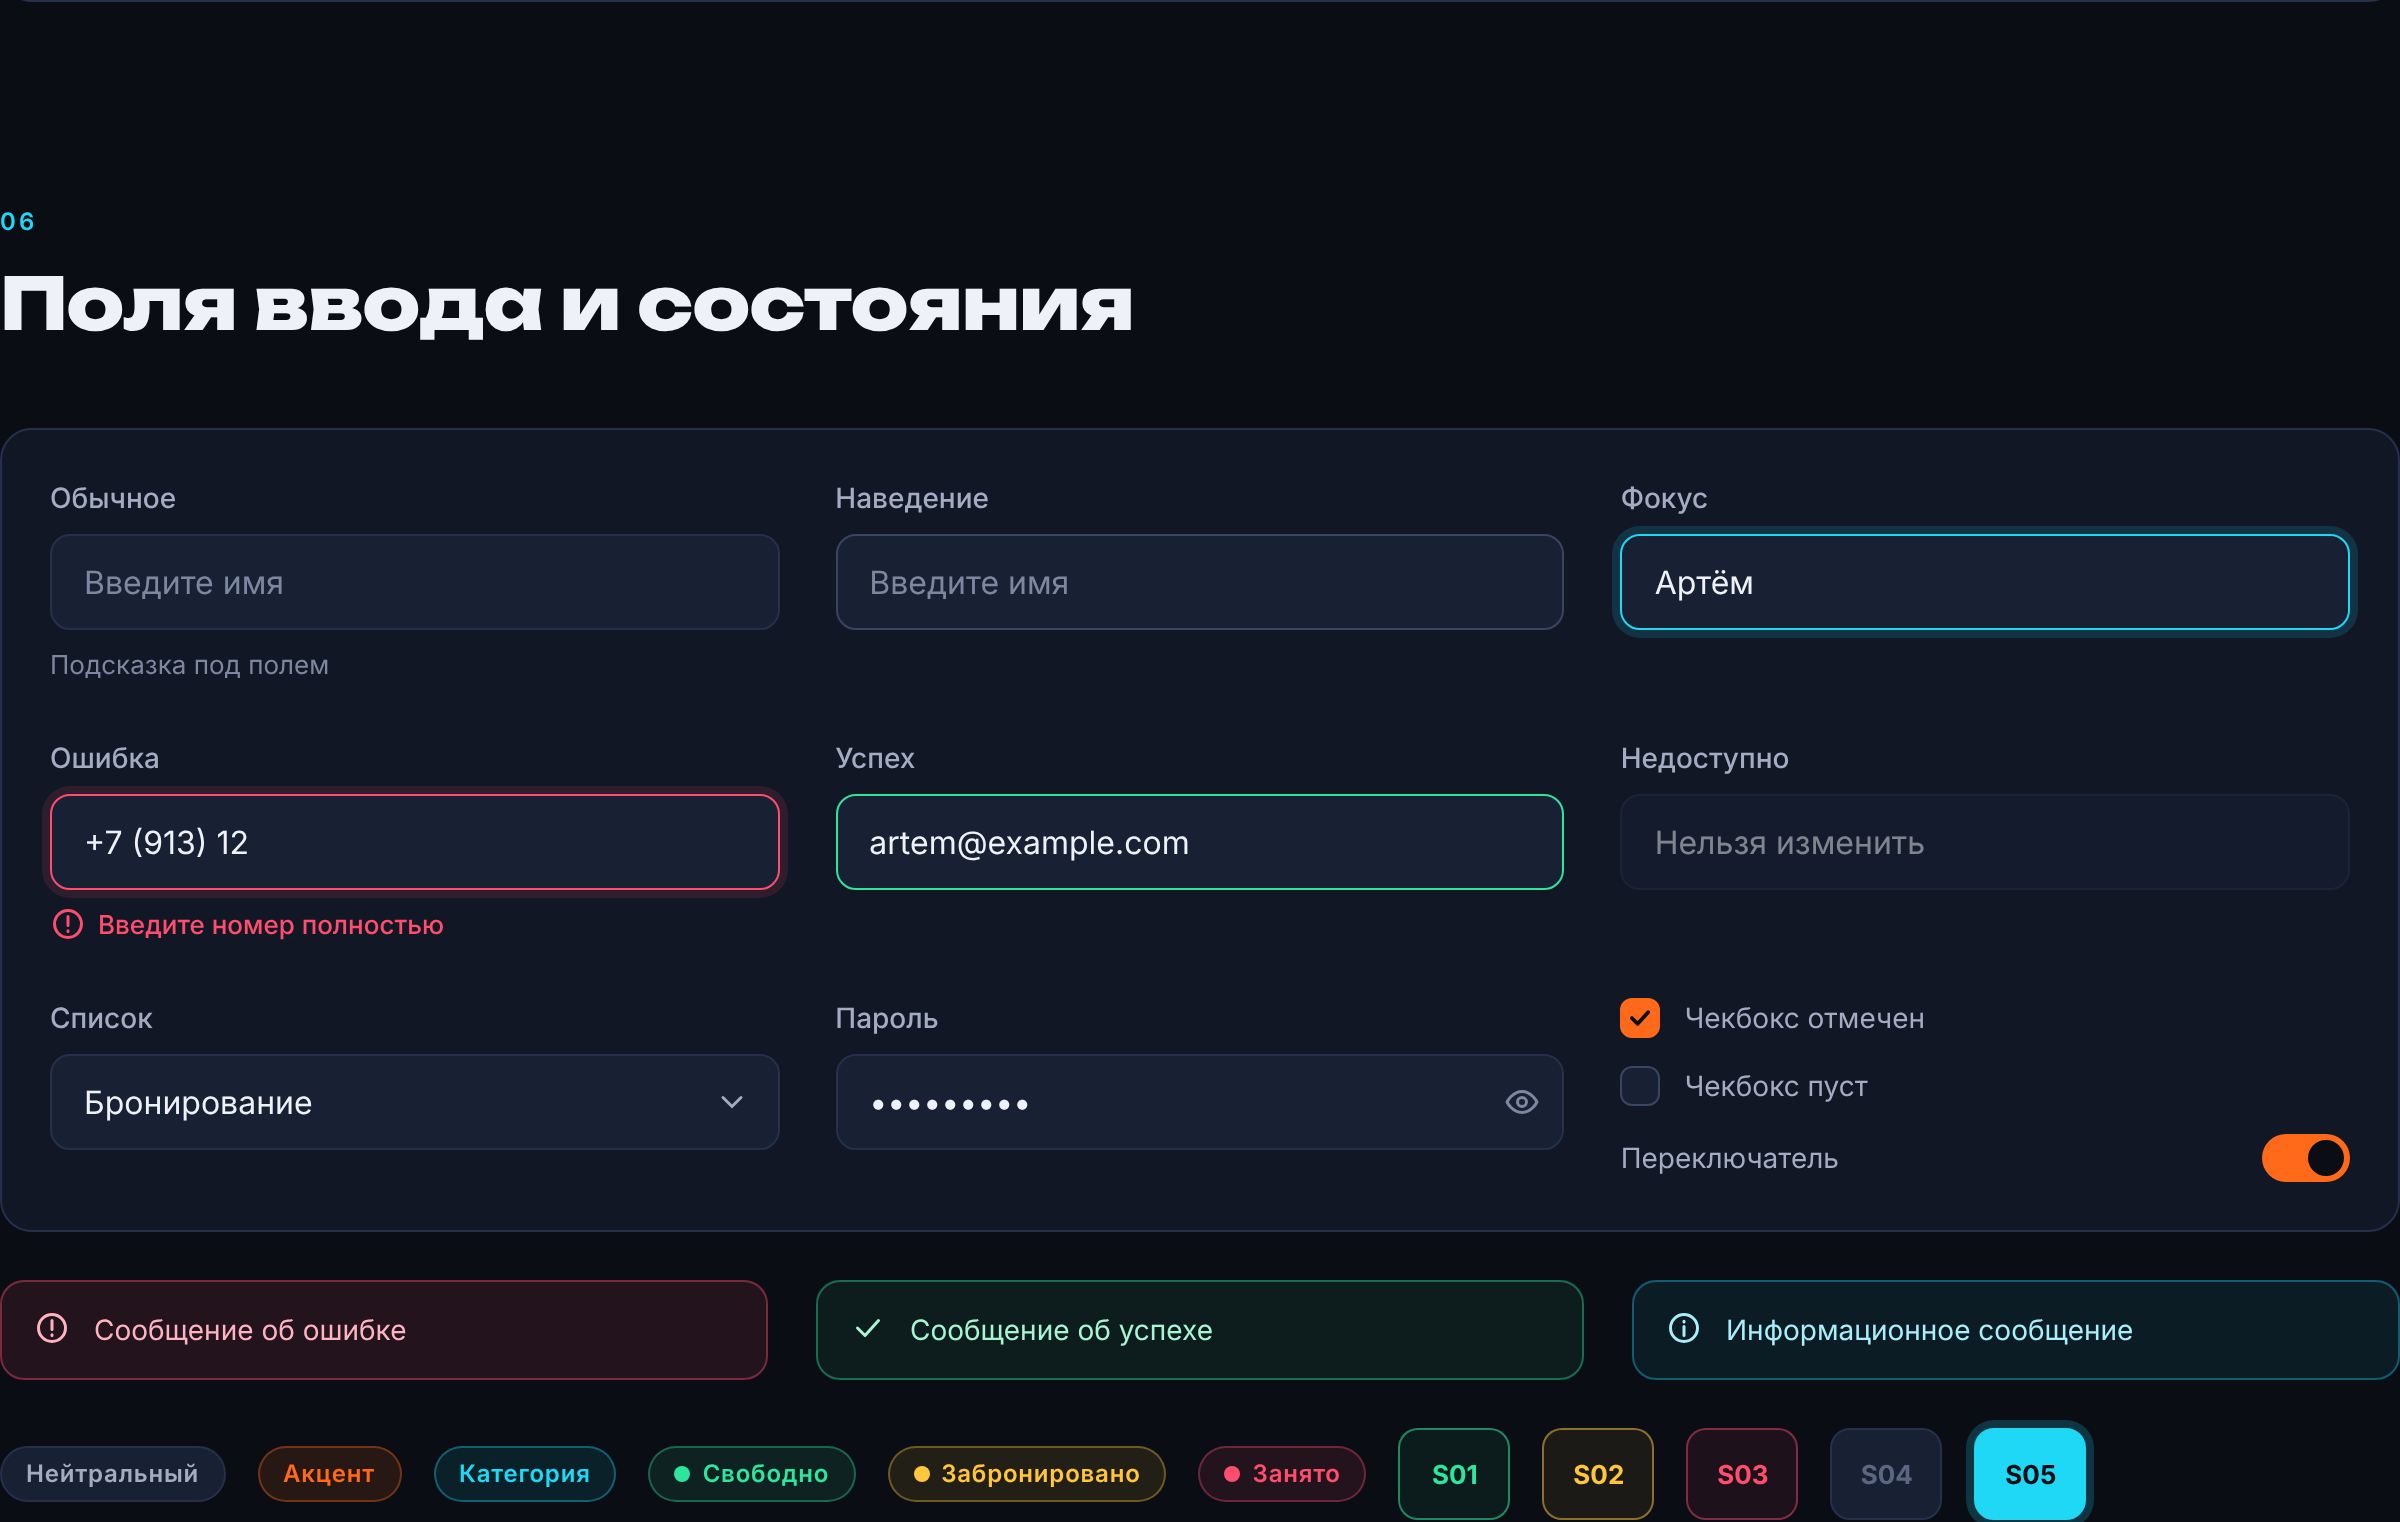 06
Поля ввода и состояния
Обычное
Наведение
Фокус
Введите имя
Введите имя
Артём
Подсказка под полем
Ошибка
Успех
Недоступно
+7 (913) 12
artem@example.com
Нельзя изменить
Введите номер полностью
Список
Пароль
Чекбокс отмечен
Бронирование
•••••••••
Чекбокс пуст
Переключатель
Сообщение об ошибке
Сообщение об успехе
Информационное сообщение
Нейтральный
Акцент
Категория
Свободно
Забронировано
Занято
S01
S02
S03
S04
S05